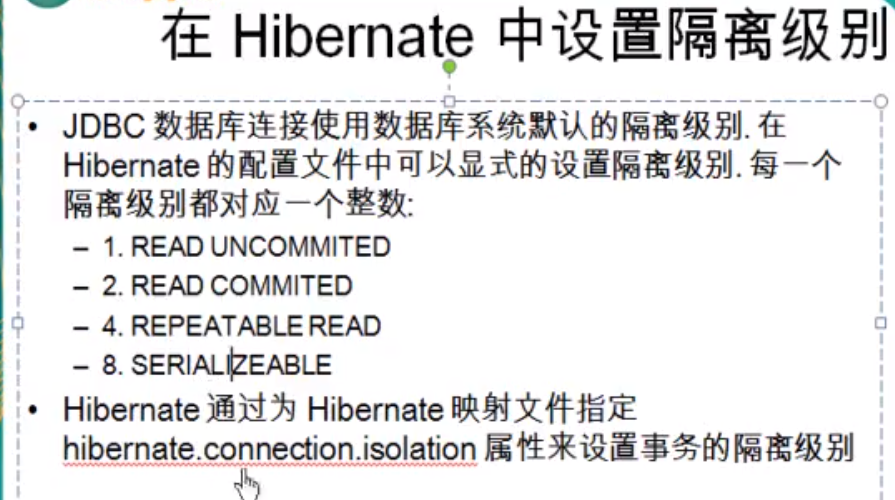 在 Hibernate 中设置隔离级别
• JDBC 数据库连接使用数据库系统默认的隔离级别. 在
Hibernate 的配置文件中可以显式的设置隔离级别. 每一个
隔离级别都对应一个整数:
– 1. READ UNCOMMITED
– 2. READ COMMITED
– 4. REPEATABLE READ
– 8. SERIALIZEABLE
• Hibernate 通过为 Hibernate 映射文件指定
hibernate.connection.isolation 属性来设置事务的隔离级别